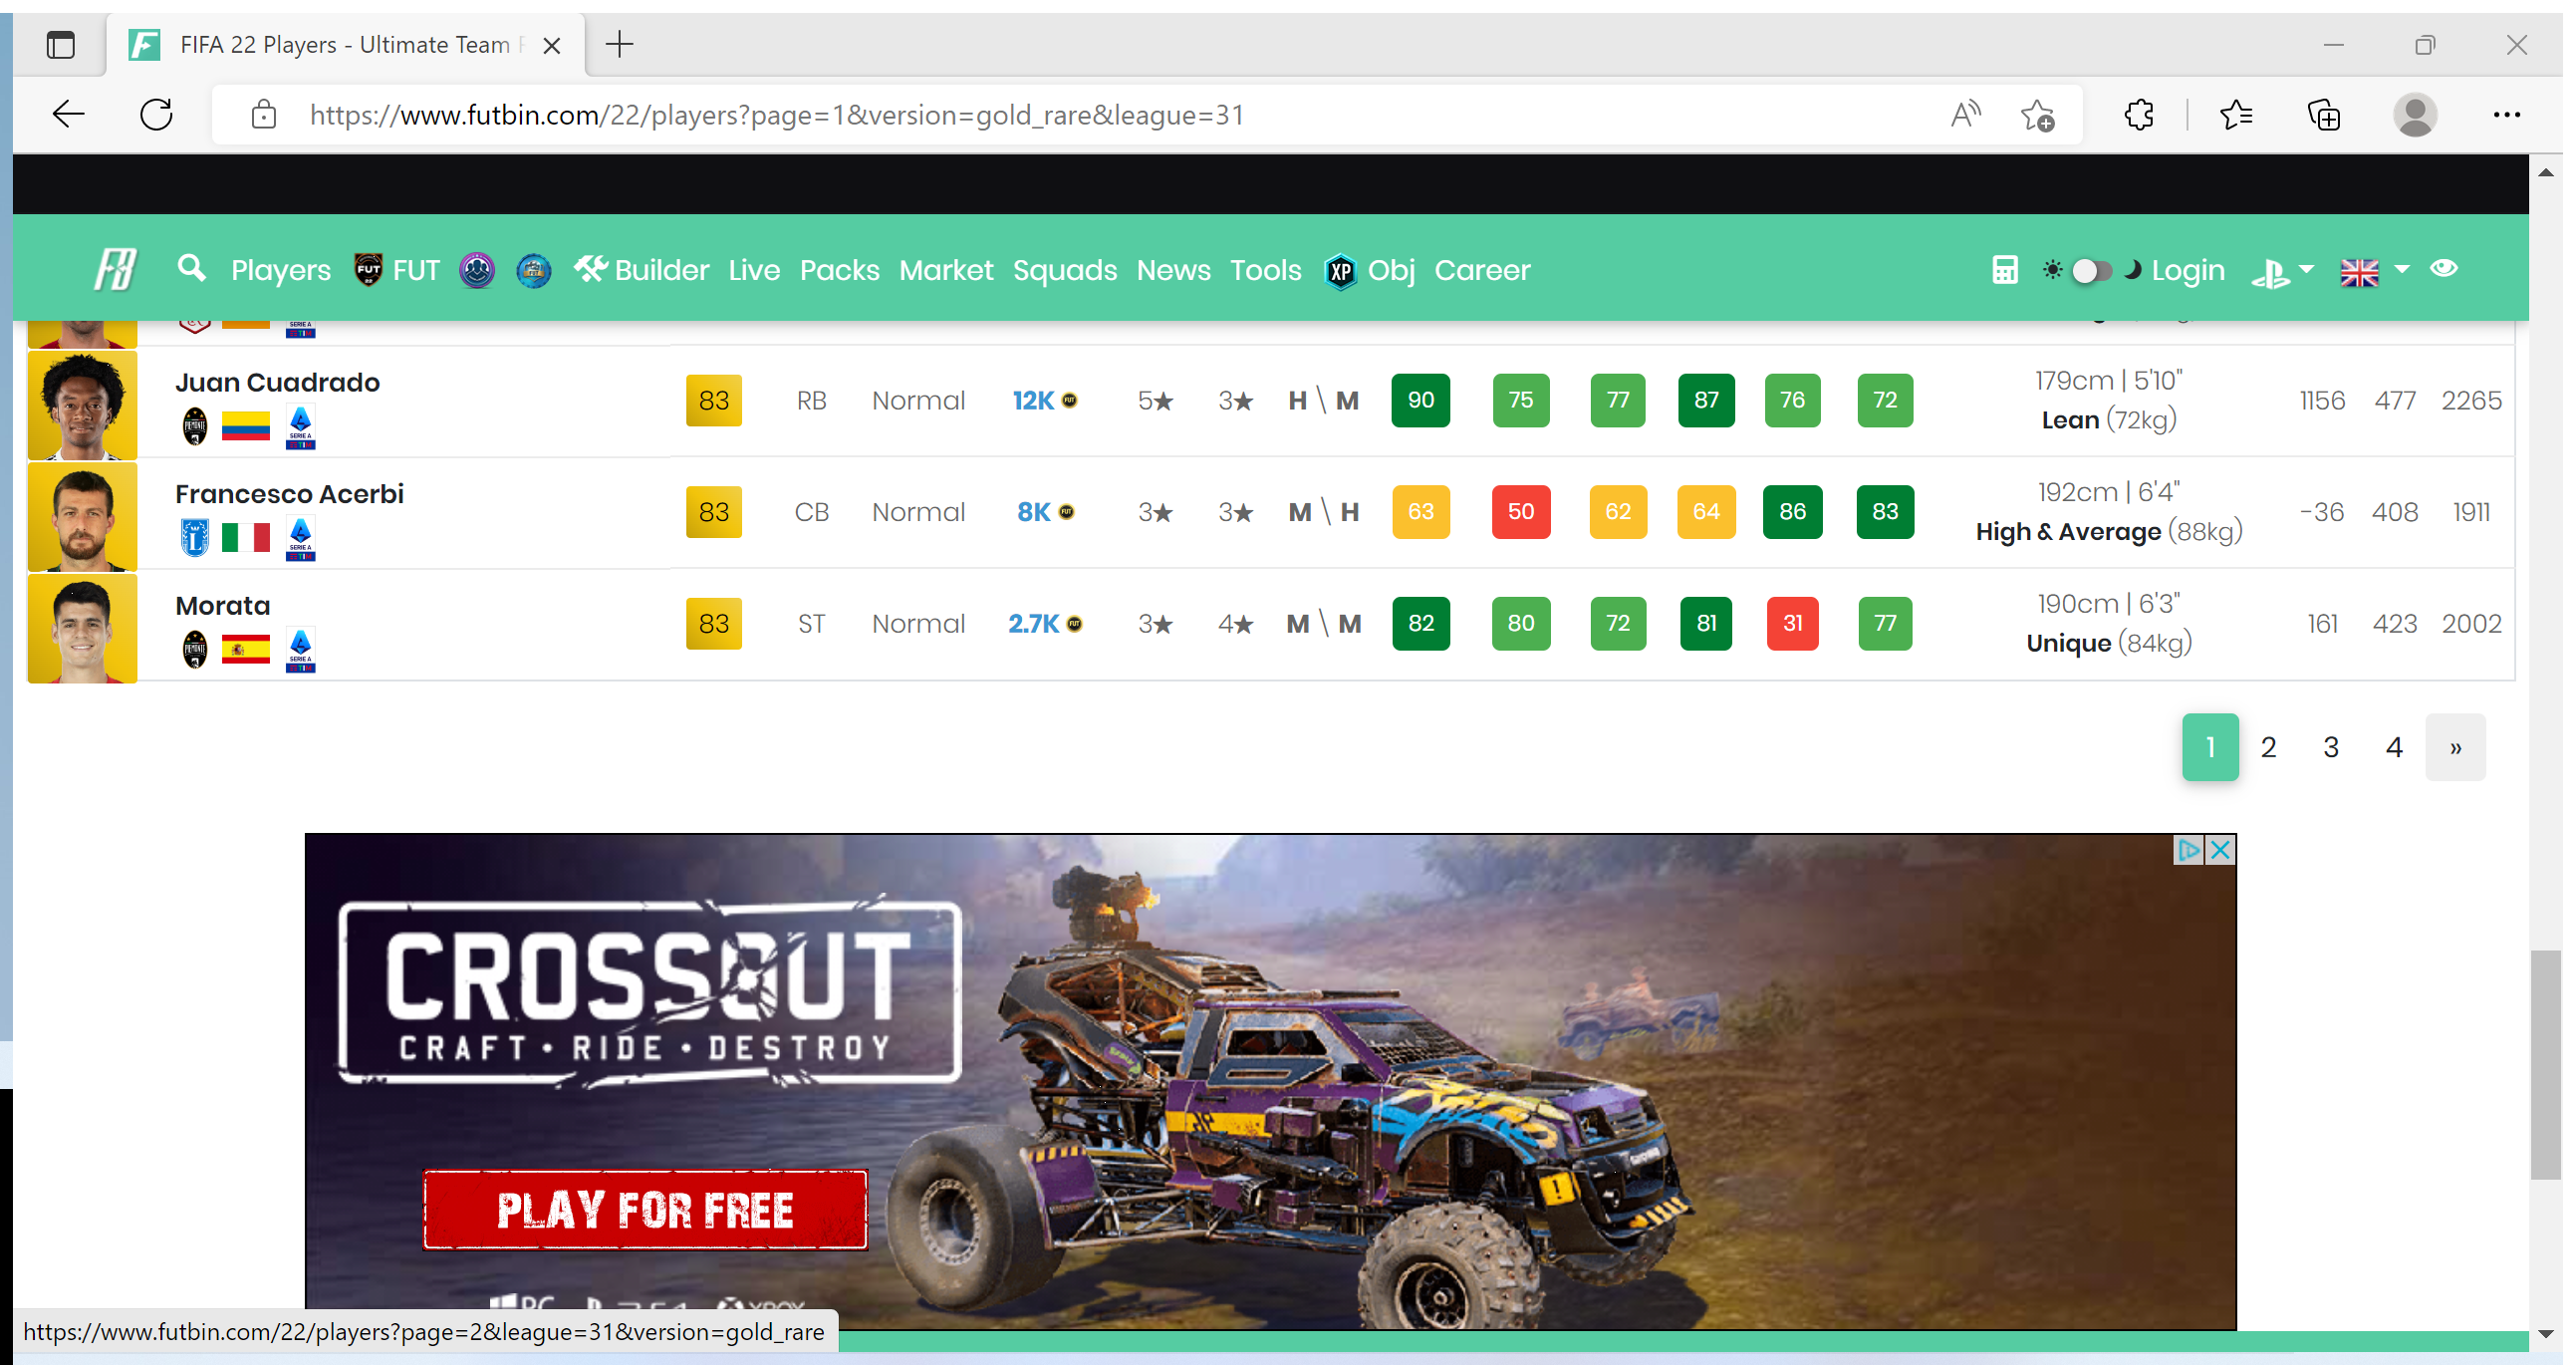 FIFA 22 Players - Ultimate Team
https://www.futbin.com/22/players?page=1&version=gold_rare&league=31
Players FUT Builder Live Packs Market Squads News Tools XP Obj Career Login
Juan Cuadrado
83 RB Normal 12K 5★ 3★ H \ M 90 75 77 87 76 72 179cm | 5'10" 1156 477 2265
Lean (72kg)
Francesco Acerbi
83 CB Normal 8K 3★ 3★ M \ H 63 50 62 64 86 83 192cm | 6'4" -36 408 1911
High & Average (88kg)
Morata
83 ST Normal 2.7K 3★ 4★ M \ M 82 80 72 81 31 77 190cm | 6'3" 161 423 2002
Unique (84kg)
1 2 3 4 »
CROSSOUT
CRAFT • RIDE • DESTROY
PLAY FOR FREE
https://www.futbin.com/22/players?page=2&league=31&version=gold_rare